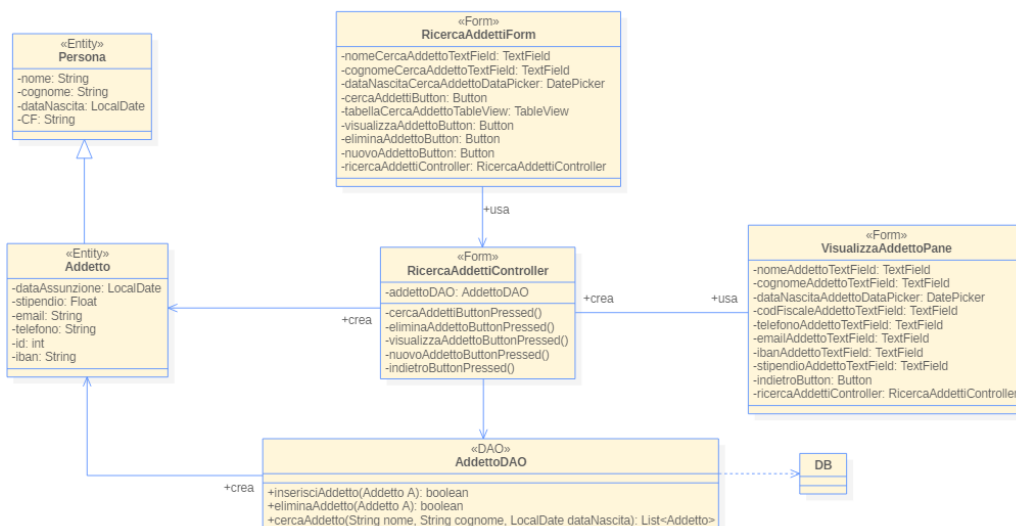 «Entity»
Persona
-nome: String
-cognome: String
-dataNascita: LocalDate
-CF: String
«Form»
RicercaAddettiForm
-nomeCercaAddettoTextField: TextField
-cognomeCercaAddettoTextField: TextField
-dataNascitaCercaAddettoDataPicker: DatePicker
-cercaAddettiButton: Button
-tabellaCercaAddettoTableView: TableView
-visualizzaAddettoButton: Button
-eliminaAddettoButton: Button
-nuovoAddettoButton: Button
-ricercaAddettiController: RicercaAddettiController
+usa
«Entity»
Addetto
-dataAssunzione: LocalDate
-stipendio: Float
-email: String
-telefono: String
-id: int
-iban: String
+crea
«Form»
RicercaAddettiController
-addettoDAO: AddettoDAO
-cercaAddettiButtonPressed()
-eliminaAddettoButtonPressed()
-visualizzaAddettoButtonPressed()
-nuovoAddettoButtonPressed()
-indietroButtonPressed()
+crea
+usa
«Form»
VisualizzaAddettoPane
-nomeAddettoTextField: TextField
-cognomeAddettoTextField: TextField
-dataNascitaAddettoDataPicker: DatePicker
-codFiscaleAddettoTextField: TextField
-telefonoAddettoTextField: TextField
-emailAddettoTextField: TextField
-ibanAddettoTextField: TextField
-stipendioAddettoTextField: TextField
-indietroButton: Button
-ricercaAddettiController: RicercaAddettiController
+crea
«DAO»
AddettoDAO
+inserisciAddetto(Addetto A): boolean
+eliminaAddetto(Addetto A): boolean
+cercaAddetto(String nome, String cognome, LocalDate dataNascita): List<Addetto>
DB